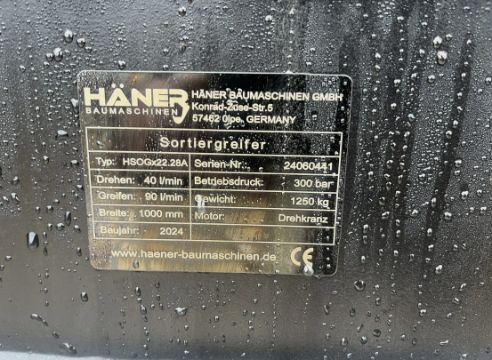 HÄNER
BAUMASCHINEN
HÄNER BAUMASCHINEN GMBH
Konrad-Zuse-Str.5
57462 Olpe, GERMANY
Sortiergreifer
Typ: HSOGx22.28A Serien-Nr.: 24060441
Drehen: 40 l/min Betriebsdruck: 300 bar
Greifen: 90 l/min Gewicht: 1250 kg
Breite: 1000 mm Motor: Drehkranz
Baujahr: 2024
www.haener-baumaschinen.de CE